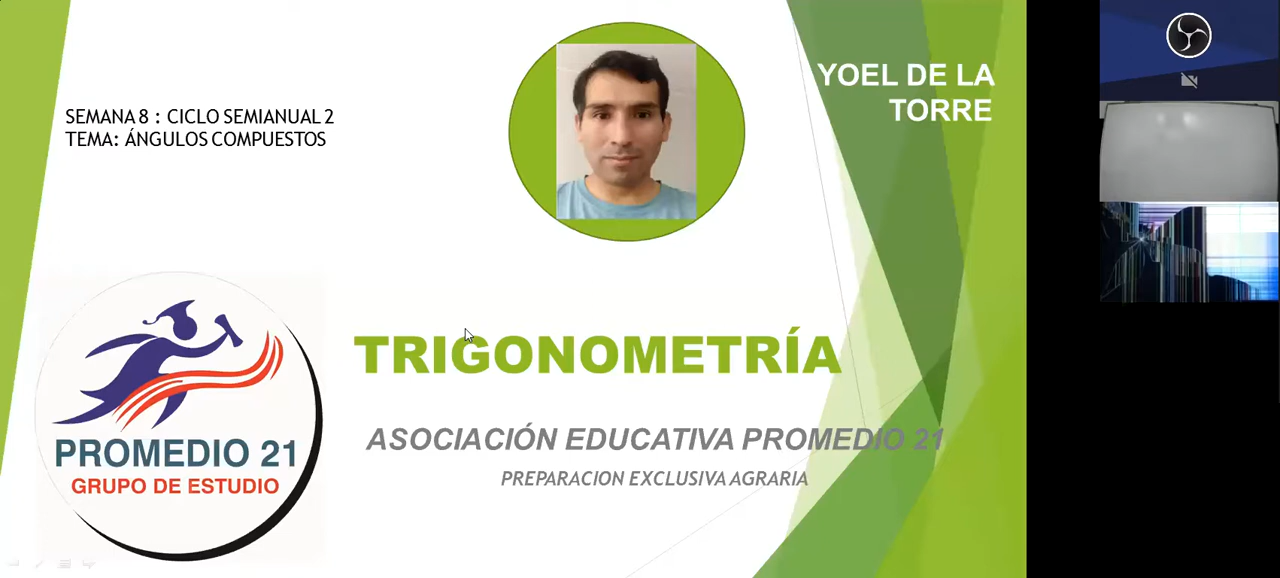 SEMANA 8 : CICLO SEMIANUAL 2
TEMA: ÁNGULOS COMPUESTOS
YOEL DE LA
TORRE
TRIGONOMETRÍA
ASOCIACIÓN EDUCATIVA PROMEDIO 21
PREPARACION EXCLUSIVA AGRARIA
PROMEDIO 21
GRUPO DE ESTUDIO